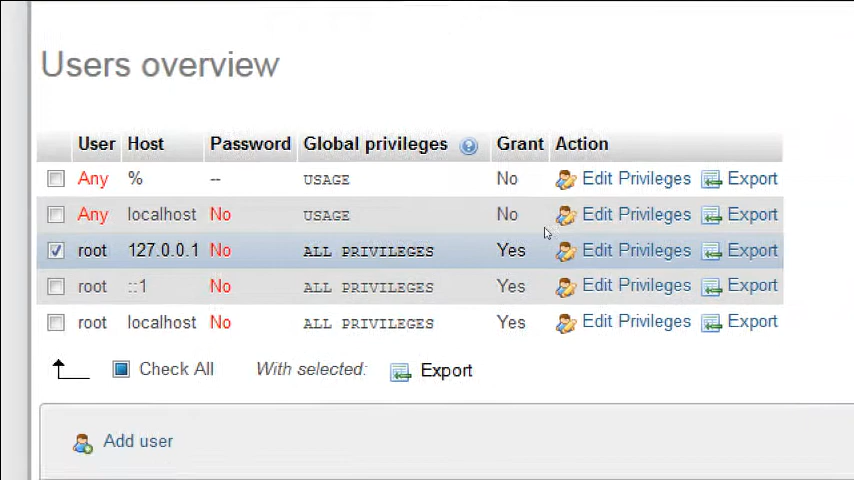 Users overview
User Host Password Global privileges Grant Action
Any % -- USAGE No Edit Privileges Export
Any localhost No USAGE No Edit Privileges Export
root 127.0.0.1 No ALL PRIVILEGES Yes Edit Privileges Export
root ::1 No ALL PRIVILEGES Yes Edit Privileges Export
root localhost No ALL PRIVILEGES Yes Edit Privileges Export
Check All With selected: Export
Add user